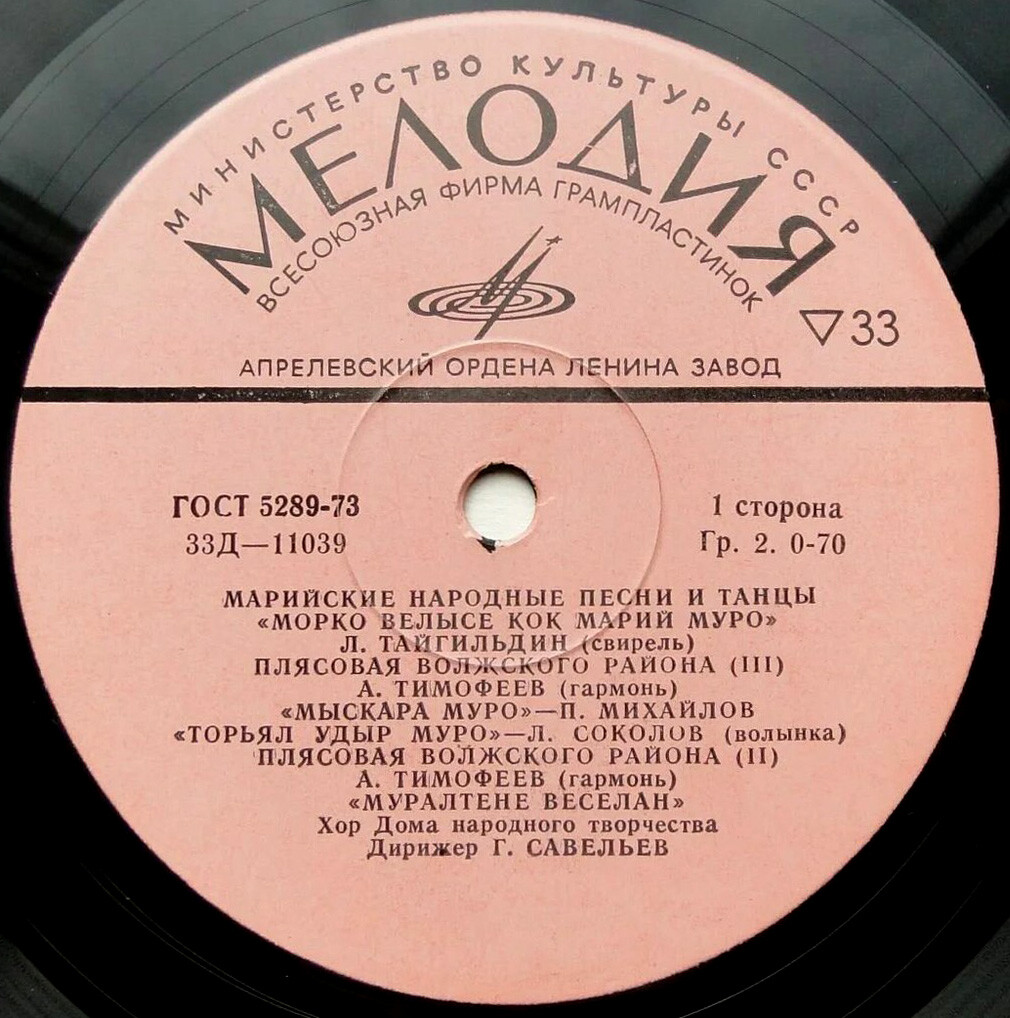 МИНИСТЕРСТВО КУЛЬТУРЫ СССР
МЕЛОДИЯ
ВСЕСОЮЗНАЯ ФИРМА ГРАМПЛАСТИНОК
▽33
АПРЕЛЕВСКИЙ ОРДЕНА ЛЕНИНА ЗАВОД
ГОСТ 5289-73
1 сторона
33Д—11039
Гр. 2. 0-70
МАРИЙСКИЕ НАРОДНЫЕ ПЕСНИ И ТАНЦЫ
«МОРКО ВЕЛЫСЕ КОК МАРИЙ МУРО»
Л. ТАЙГИЛЬДИН (свирель)
ПЛЯСОВАЯ ВОЛЖСКОГО РАЙОНА (III)
А. ТИМОФЕЕВ (гармонь)
«МЫСКАРА МУРО»—П. МИХАЙЛОВ
«ТОРЬЯЛ УДЫР МУРО»—Л. СОКОЛОВ (волынка)
ПЛЯСОВАЯ ВОЛЖСКОГО РАЙОНА (II)
А. ТИМОФЕЕВ (гармонь)
«МУРАЛТЕНЕ ВЕСЕЛАН»
Хор Дома народного творчества
Дирижер Г. САВЕЛЬЕВ